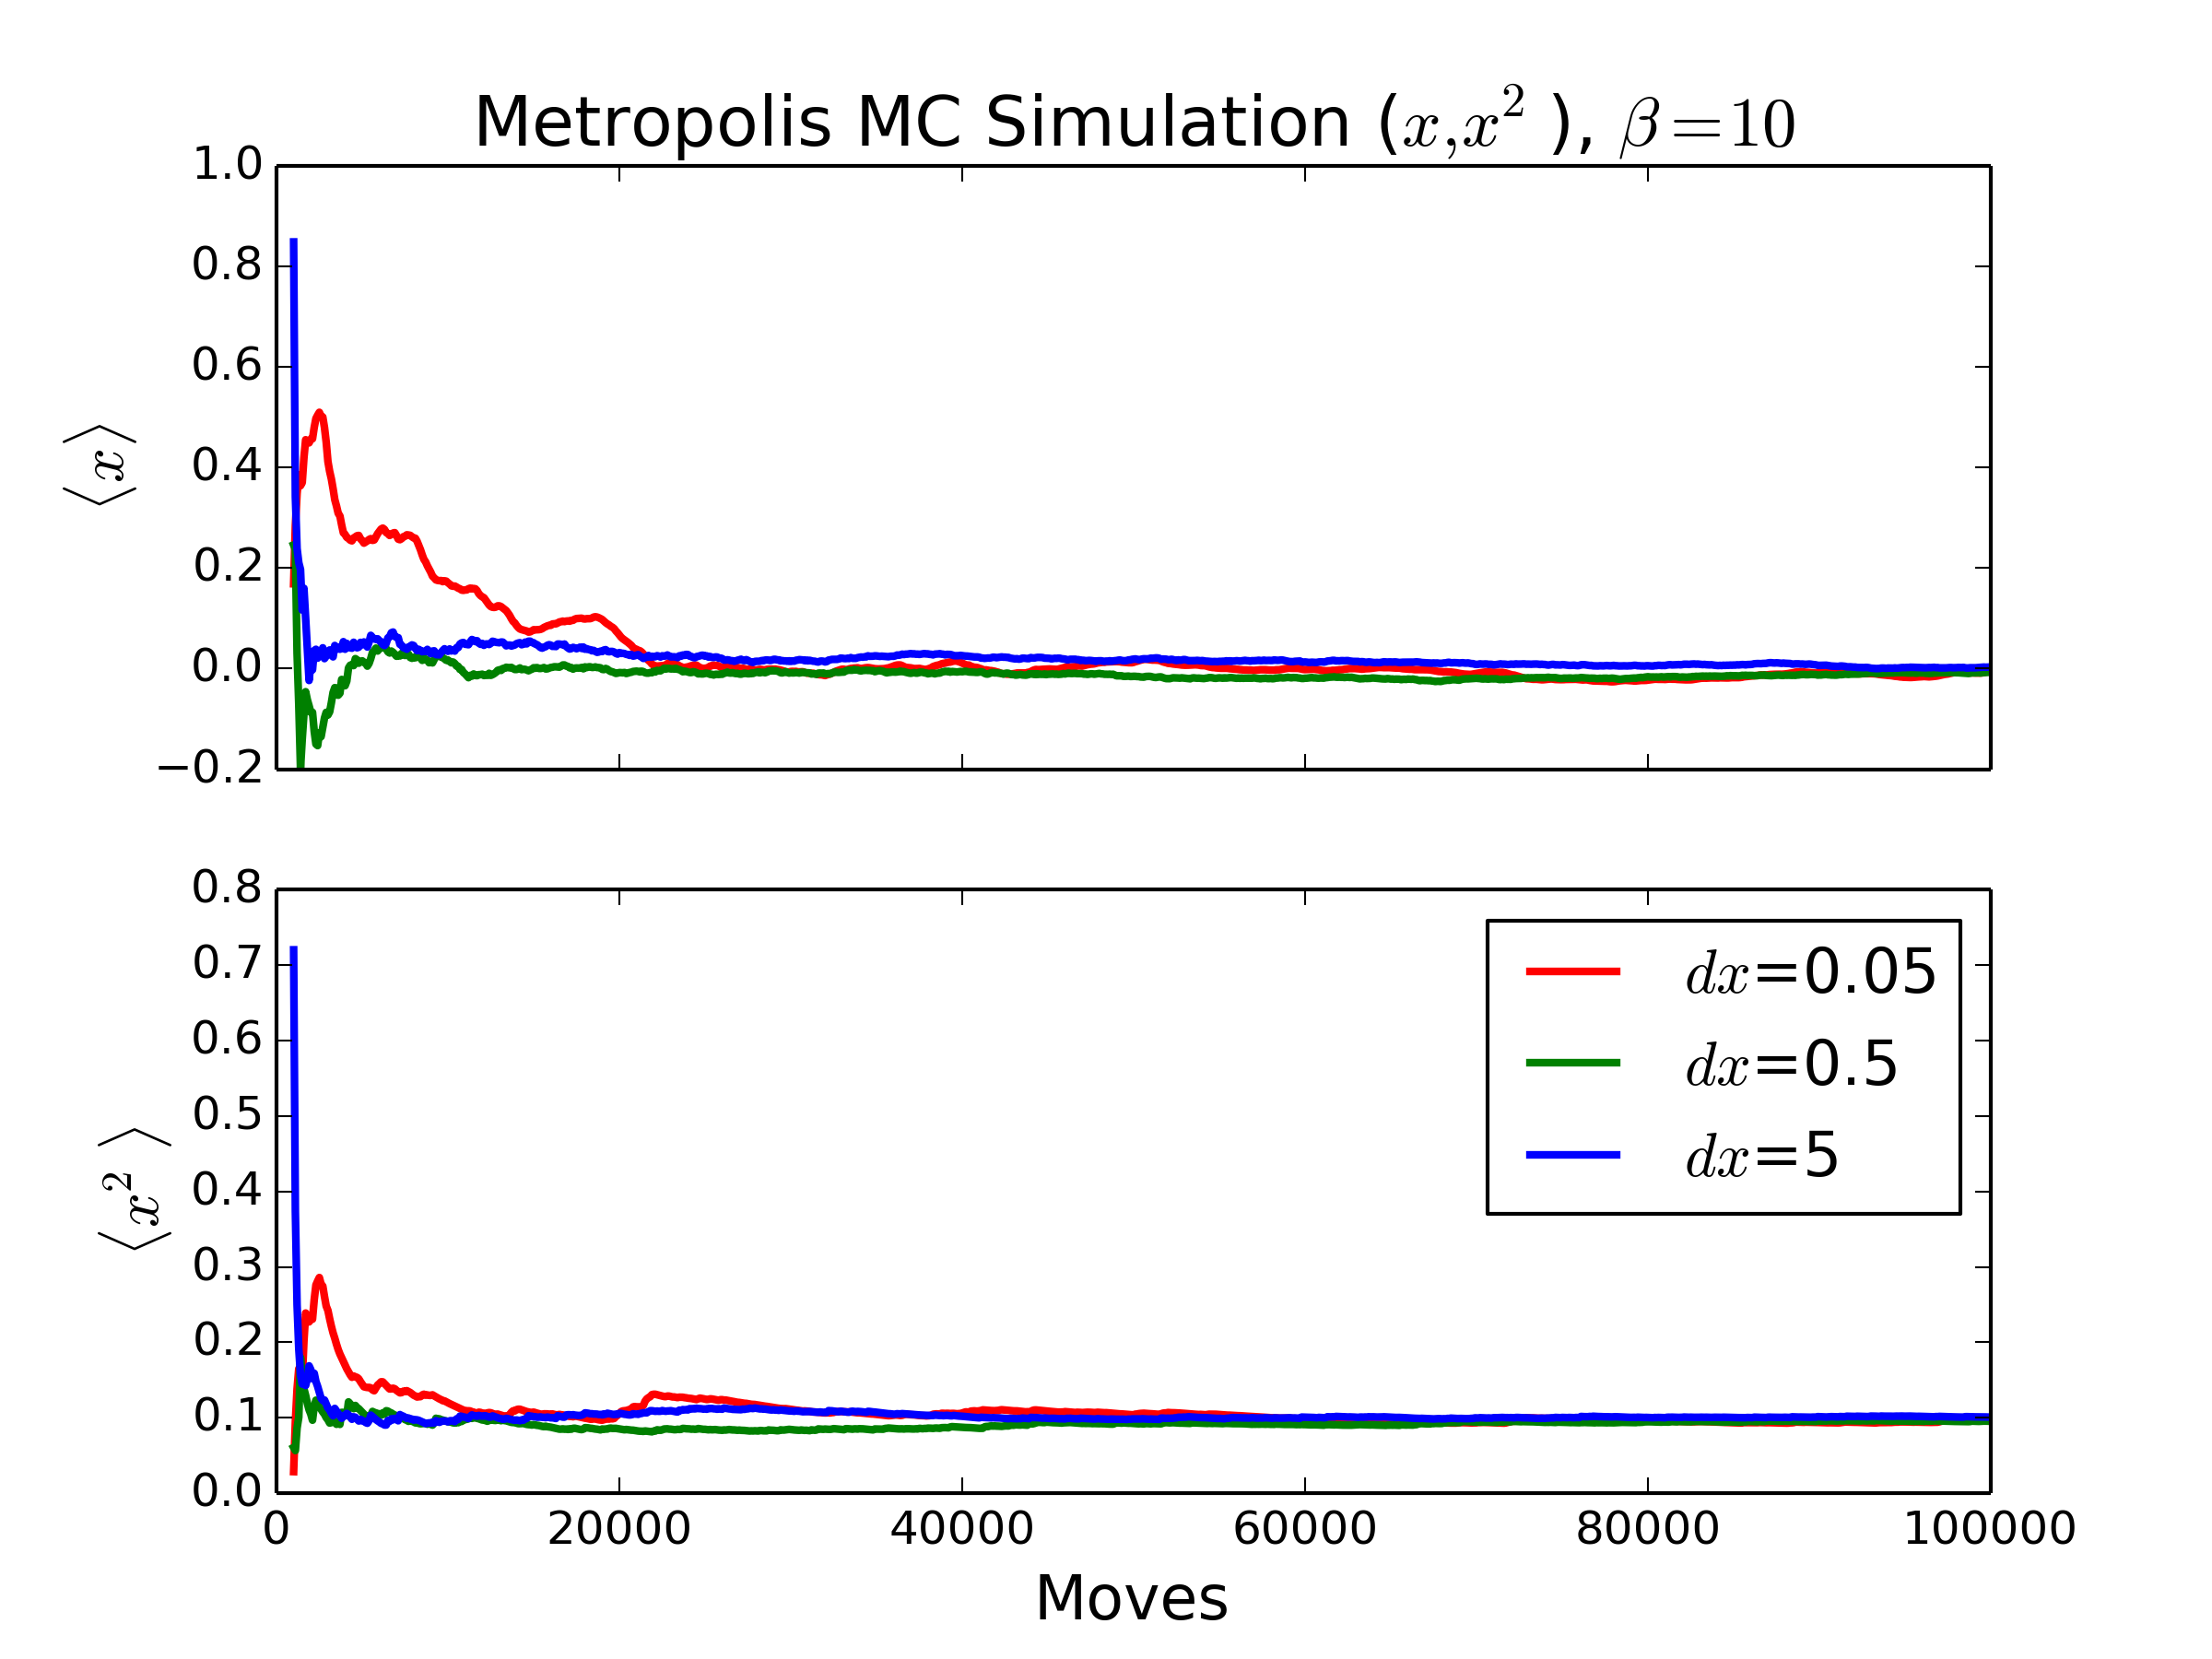 Metropolis MC Simulation (x,x²), β=10
1.0
0.8
0.6
0.4
0.2
0.0
−0.2
⟨x⟩
0.8
0.7
0.6
0.5
0.4
0.3
0.2
0.1
0.0
⟨x²⟩
dx=0.05
dx=0.5
dx=5
0 20000 40000 60000 80000 100000
Moves